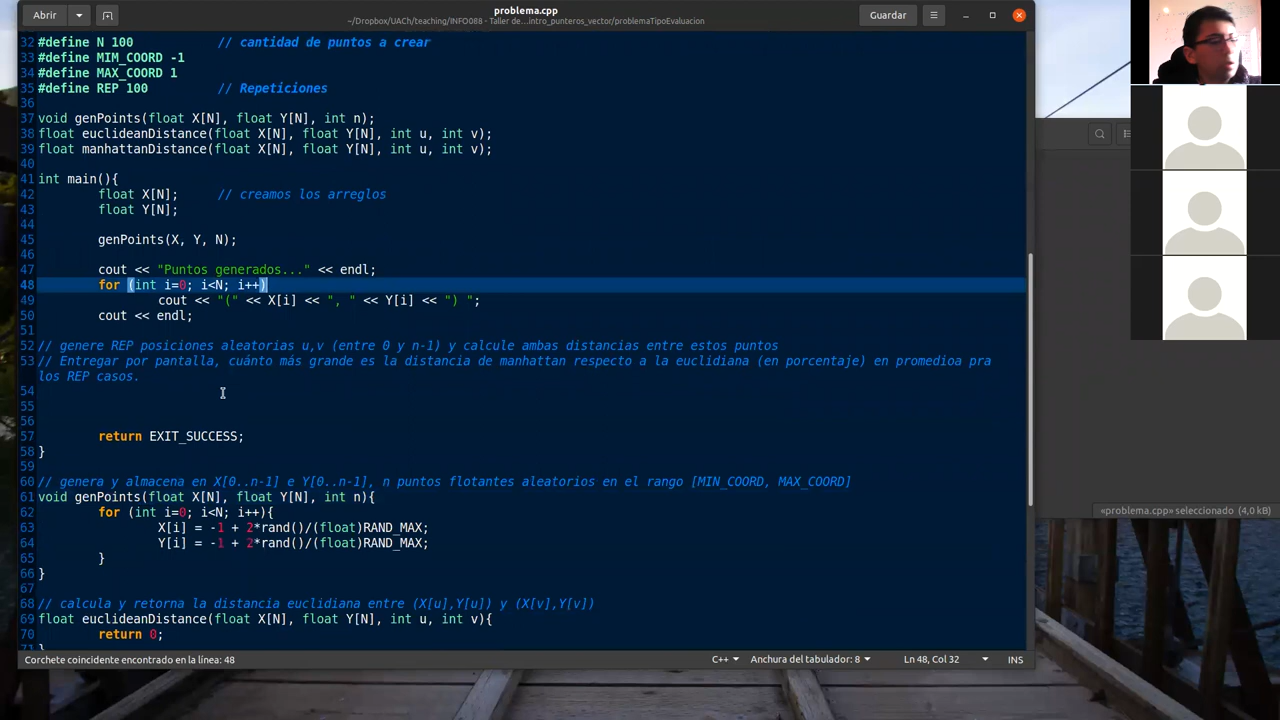 Abrir
problema.cpp
~/Dropbox/UACh/teaching/INFO088 - Taller de...intro_punteros_vector/problemaTipoEvaluacion
Guardar
32 #define N 100 // cantidad de puntos a crear
33 #define MIM_COORD -1
34 #define MAX_COORD 1
35 #define REP 100 // Repeticiones
36
37 void genPoints(float X[N], float Y[N], int n);
38 float euclideanDistance(float X[N], float Y[N], int u, int v);
39 float manhattanDistance(float X[N], float Y[N], int u, int v);
40
41 int main(){
42 float X[N]; // creamos los arreglos
43 float Y[N];
44
45 genPoints(X, Y, N);
46
47 cout << "Puntos generados..." << endl;
48 for (int i=0; i<N; i++)
49 cout << "(" << X[i] << ", " << Y[i] << ") ";
50 cout << endl;
51
52 // genere REP posiciones aleatorias u,v (entre 0 y n-1) y calcule ambas distancias entre estos puntos
53 // Entregar por pantalla, cuánto más grande es la distancia de manhattan respecto a la euclidiana (en porcentaje) en promedioa pra
los REP casos.
54
55
56
57 return EXIT_SUCCESS;
58 }
59
60 // genera y almacena en X[0..n-1] e Y[0..n-1], n puntos flotantes aleatorios en el rango [MIN_COORD, MAX_COORD]
61 void genPoints(float X[N], float Y[N], int n){
62 for (int i=0; i<N; i++){
63 X[i] = -1 + 2*rand()/(float)RAND_MAX;
64 Y[i] = -1 + 2*rand()/(float)RAND_MAX;
65 }
66 }
67
68 // calcula y retorna la distancia euclidiana entre (X[u],Y[u]) y (X[v],Y[v])
69 float euclideanDistance(float X[N], float Y[N], int u, int v){
70 return 0;
71 }
Corchete coincidente encontrado en la línea: 48
C++ Anchura del tabulador: 8 Ln 48, Col 32 INS
«problema.cpp» seleccionado (4,0 kB)